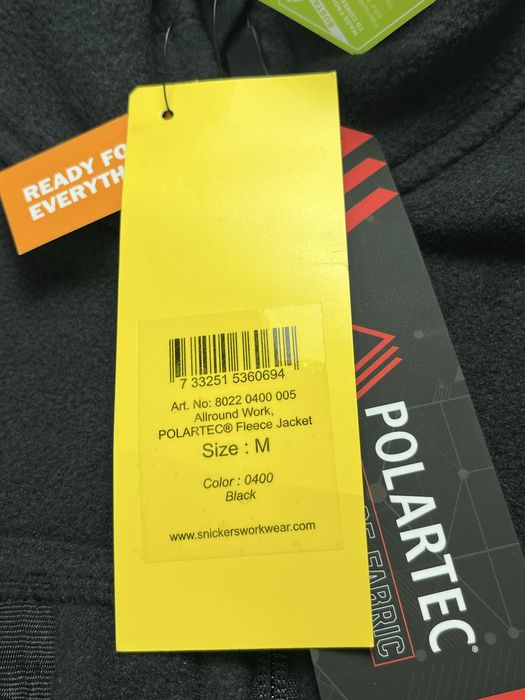 READY FO
EVERYTH
7 33251 5360694
Art. No: 8022 0400 005
Allround Work,
POLARTEC® Fleece Jacket
Size : M
Color : 0400
Black
www.snickersworkwear.com
POLARTEC®
FABRIC